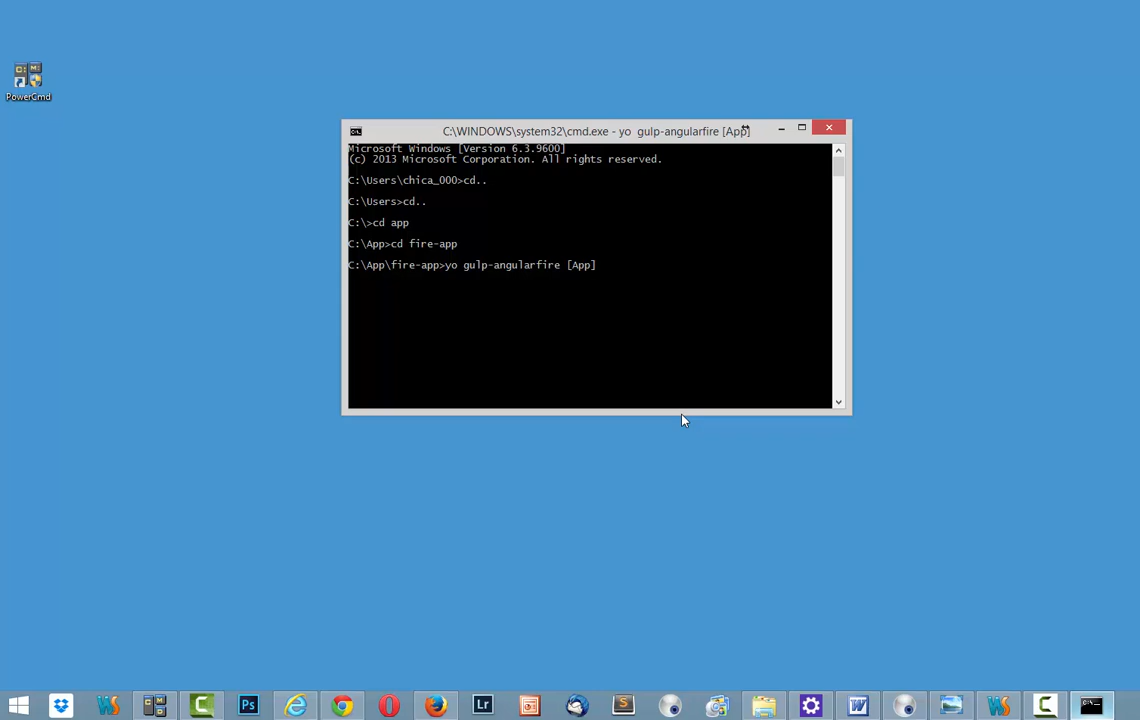 PowerCmd
C:\WINDOWS\system32\cmd.exe - yo  gulp-angularfire [App]
Microsoft Windows [Version 6.3.9600]
(c) 2013 Microsoft Corporation. All rights reserved.
C:\Users\chica_000>cd..
C:\Users>cd..
C:\>cd app
C:\App>cd fire-app
C:\App\fire-app>yo gulp-angularfire [App]
Ps
Lr
S
W